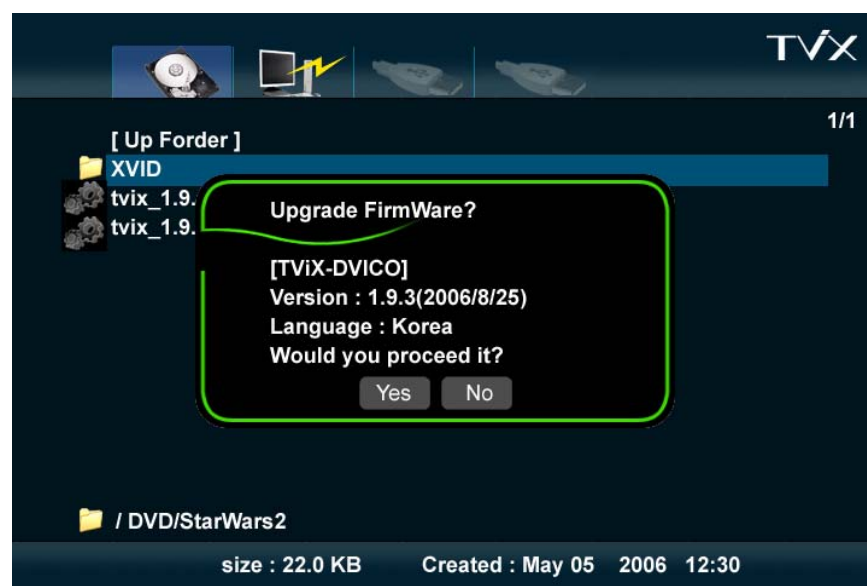 TViX
1/1
[ Up Forder ]
XVID
tvix_1.9.
tvix_1.9.
Upgrade FirmWare?
[TViX-DVICO]
Version : 1.9.3(2006/8/25)
Language : Korea
Would you proceed it?
Yes No
/ DVD/StarWars2
size : 22.0 KB Created : May 05 2006 12:30